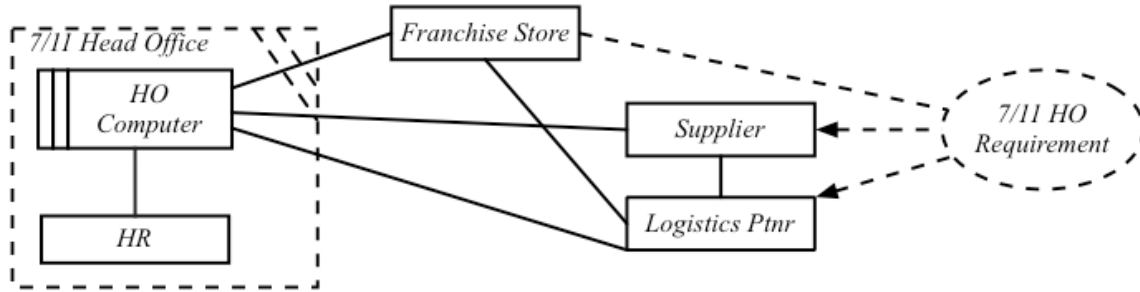 7/11 Head Office
HO
Computer
HR
Franchise Store
Supplier
Logistics Ptnr
7/11 HO
Requirement